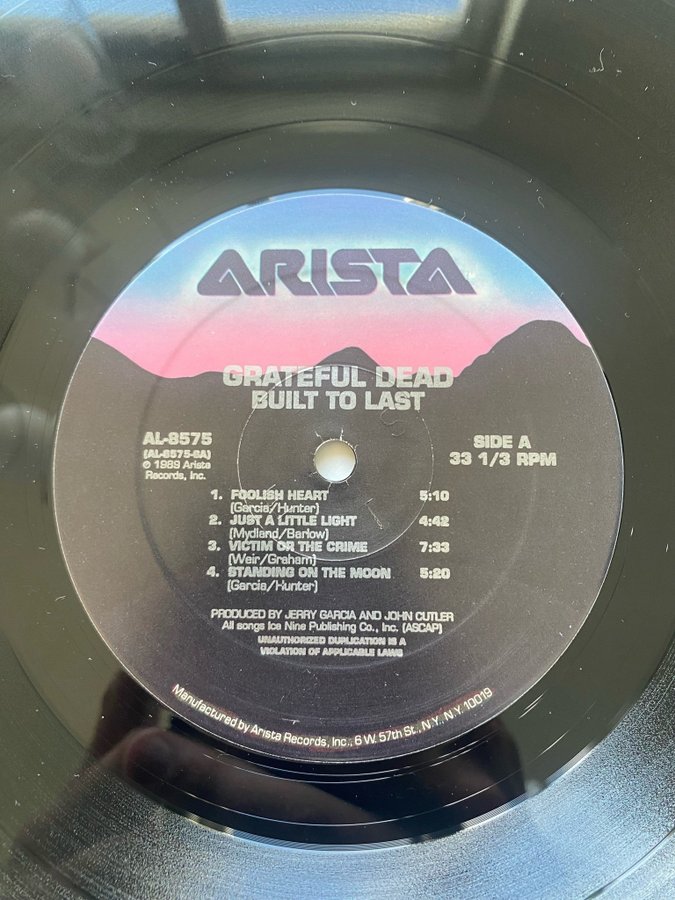 ARISTA
GRATEFUL DEAD
BUILT TO LAST
AL-8575
(AL-8575-SA)
℗ 1989 Arista
Records, Inc.
SIDE A
33 1/3 RPM
1. FOOLISH HEART 5:10
(Garcia/Hunter)
2. JUST A LITTLE LIGHT 4:42
(Mydland/Barlow)
3. VICTIM OR THE CRIME 7:33
(Weir/Graham)
4. STANDING ON THE MOON 5:20
(Garcia/Hunter)
PRODUCED BY JERRY GARCIA AND JOHN CUTLER
All songs Ice Nine Publishing Co., Inc. (ASCAP)
UNAUTHORIZED DUPLICATION IS A
VIOLATION OF APPLICABLE LAWS
Manufactured by Arista Records, Inc., 6 W. 57th St., N.Y. N.Y. 10019